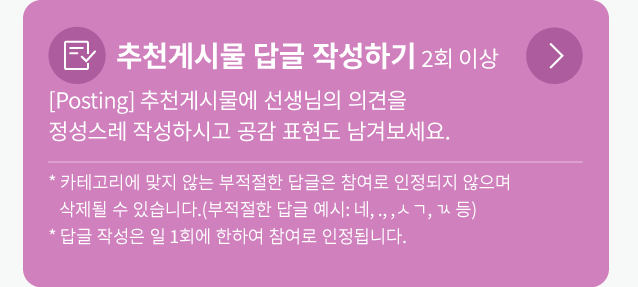 추천게시물 답글 작성하기 2회 이상
[Posting] 추천게시물에 선생님의 의견을
정성스레 작성하시고 공감 표현도 남겨보세요.
* 카테고리에 맞지 않는 부적절한 답글은 참여로 인정되지 않으며
삭제될 수 있습니다.(부적절한 답글 예시: 네, ., ,ㅅㄱ, ㄳ 등)
* 답글 작성은 일 1회에 한하여 참여로 인정됩니다.